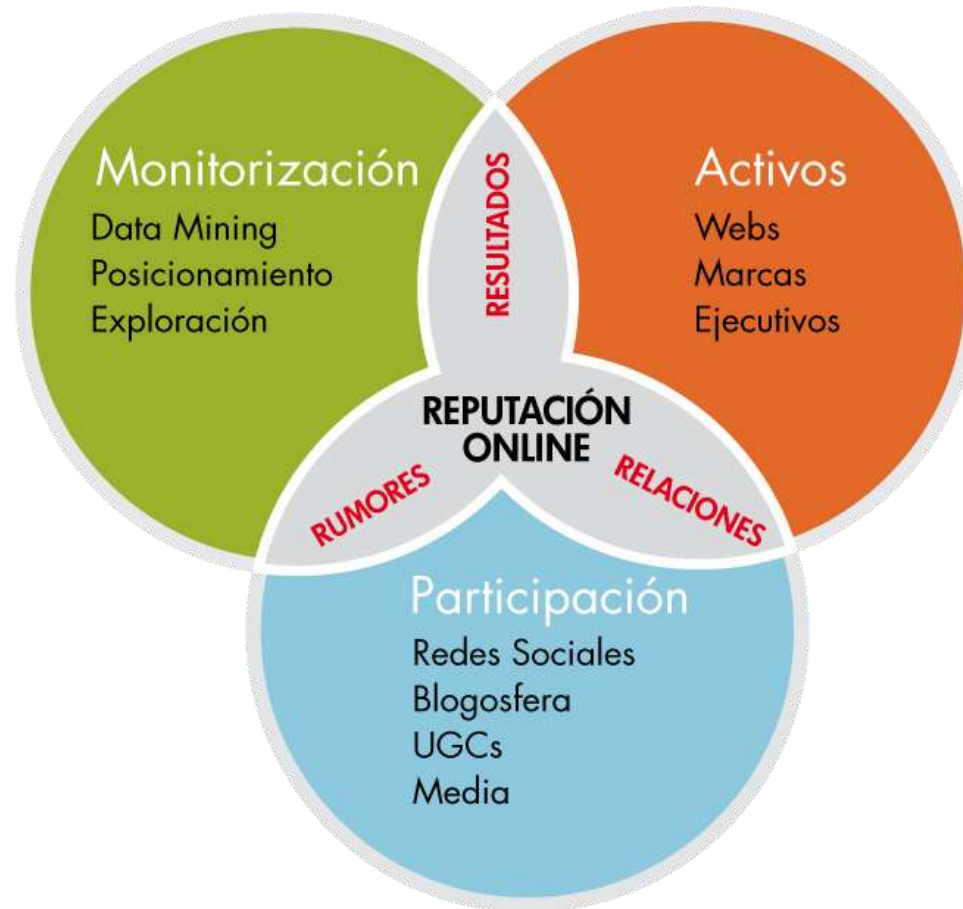 Monitorización
Data Mining
Posicionamiento
Exploración
Activos
Webs
Marcas
Ejecutivos
RESULTADOS
REPUTACIÓN
ONLINE
RUMORES
RELACIONES
Participación
Redes Sociales
Blogosfera
UGCs
Media